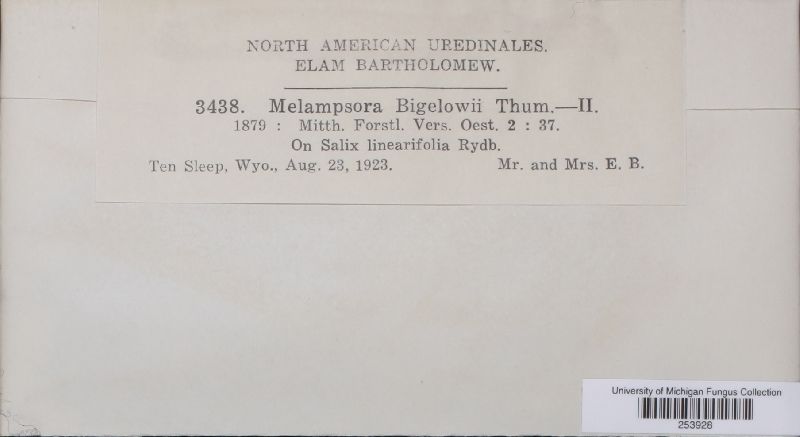 NORTH AMERICAN UREDINALES.
ELAM BARTHOLOMEW.
3438. Melampsora Bigelowii Thum.—II.
1879 : Mitth. Forstl. Vers. Oest. 2 : 37.
On Salix linearifolia Rydb.
Ten Sleep, Wyo., Aug. 23, 1923. Mr. and Mrs. E. B.
University of Michigan Fungus Collection
253928